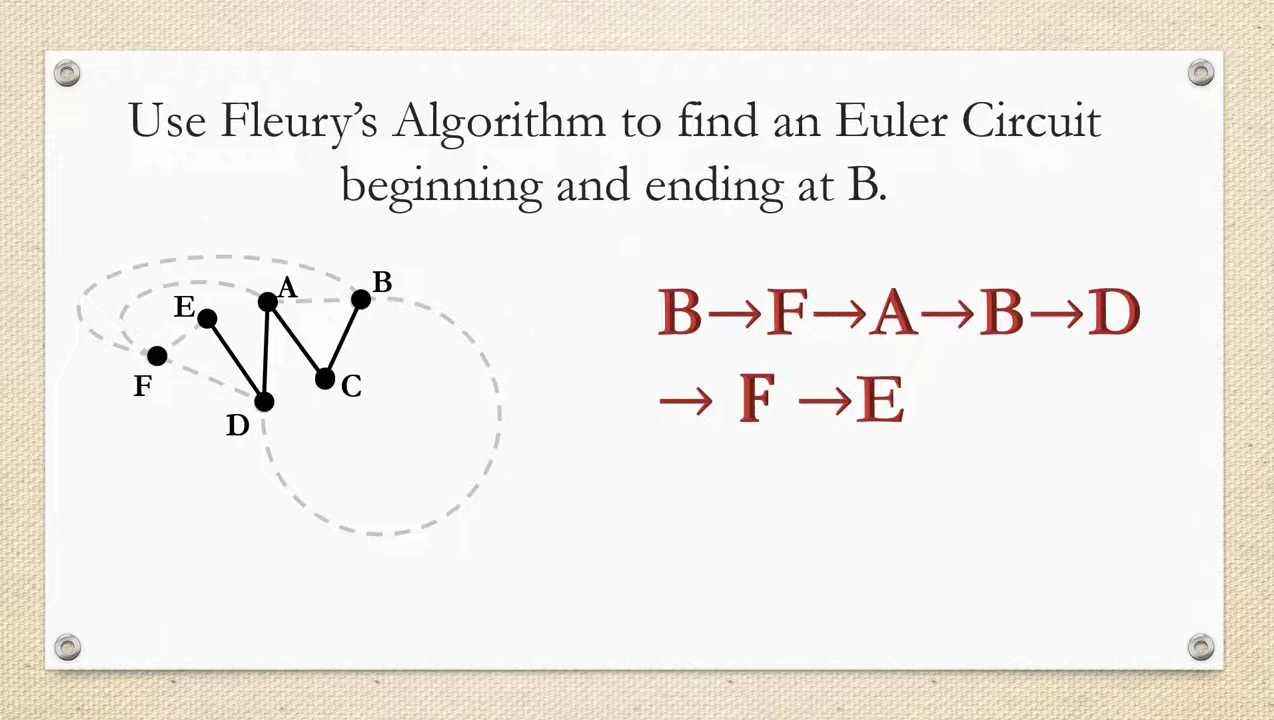 Use Fleury’s Algorithm to find an Euler Circuit
beginning and ending at B.
A
B
E
F
C
D
B→F→A→B→D
→ F →E